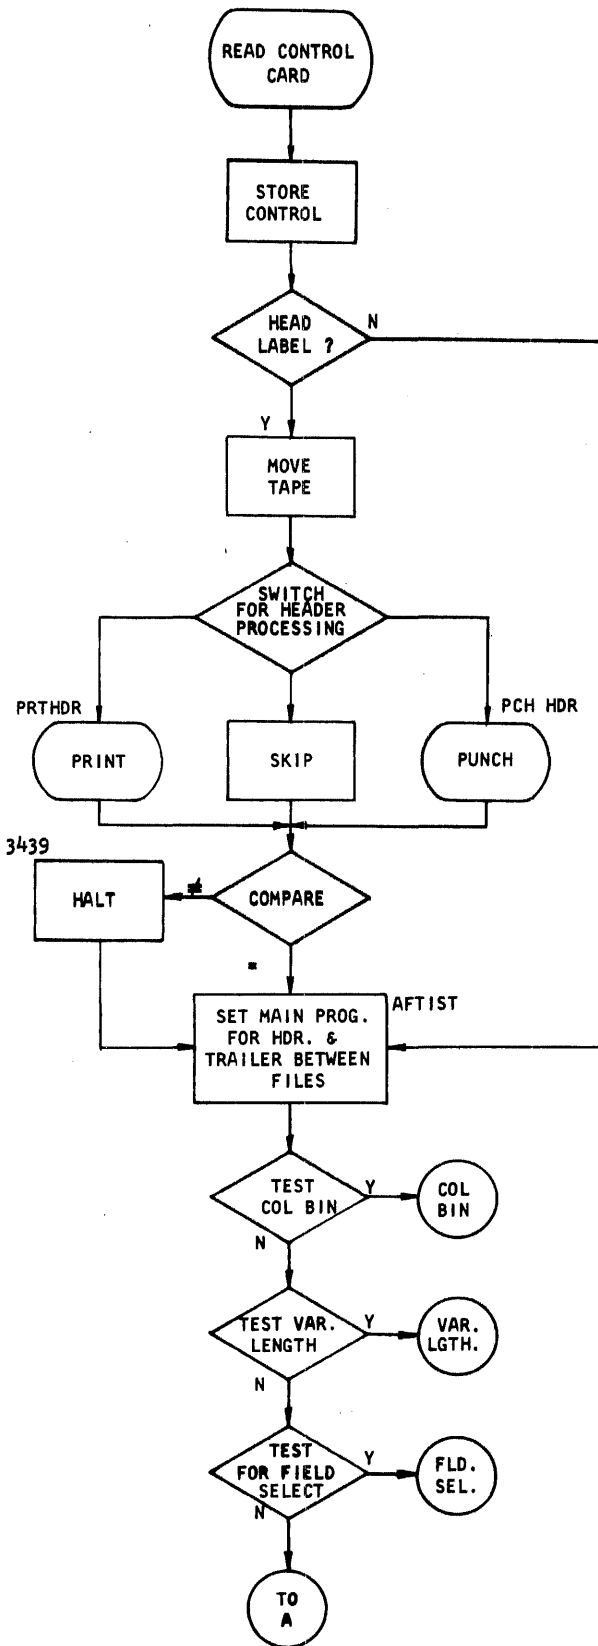 READ CONTROL
CARD
STORE
CONTROL
HEAD
LABEL ?
N
Y
MOVE
TAPE
SWITCH
FOR HEADER
PROCESSING
PRTHDR
PCH HDR
PRINT
SKIP
PUNCH
3439
HALT
≠
COMPARE
=
SET MAIN PROG.
FOR HDR. &
TRAILER BETWEEN
FILES
AFTIST
TEST
COL BIN
Y
COL
BIN
N
TEST VAR.
LENGTH
Y
VAR.
LGTH.
N
TEST
FOR FIELD
SELECT
Y
FLD.
SEL.
N
TO
A